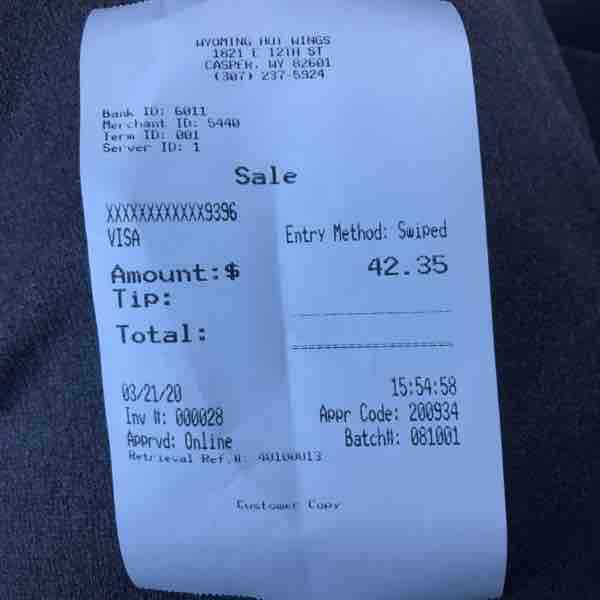 WYOMING HOT WINGS
1821 E 12TH ST
CASPER, WY 82601
(307) 237-5924
Bank ID: 6011
Merchant ID: 5440
Term ID: 001
Server ID: 1
Sale
XXXXXXXXXXXX9396
VISA Entry Method: Swiped
Amount:$ 42.35
Tip:
Total:
03/21/20 15:54:58
Inv #: 000028 Appr Code: 200934
Apprvd: Online Batch#: 081001
Retrieval Ref.#: 40100013
Customer Copy